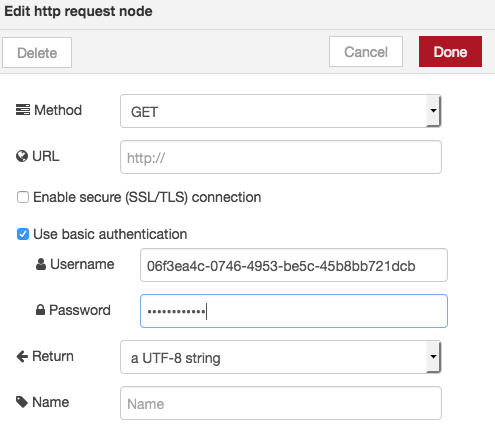 Edit http request node
Delete Cancel Done
Method GET
URL http://
Enable secure (SSL/TLS) connection
Use basic authentication
Username 06f3ea4c-0746-4953-be5c-45b8bb721dcb
Password ••••••••••••
Return a UTF-8 string
Name Name